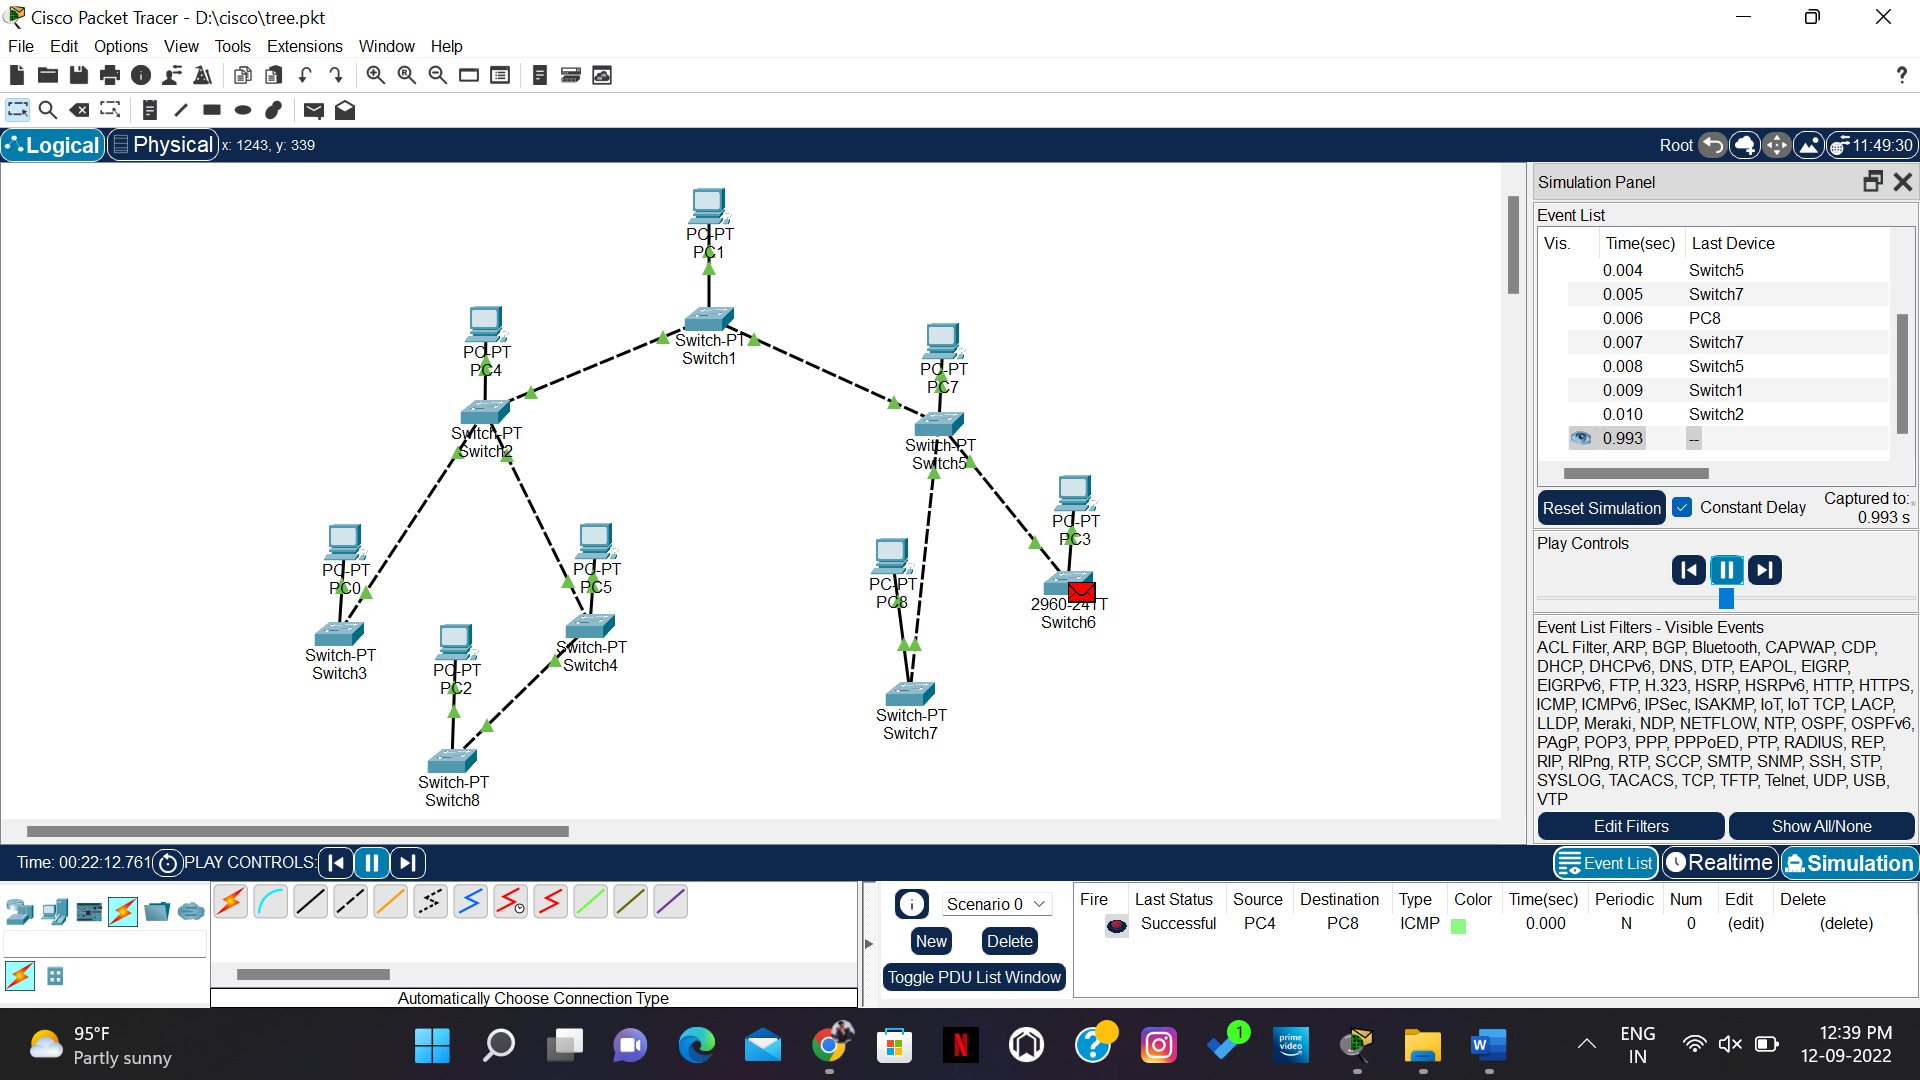 Cisco Packet Tracer - D:\cisco\tree.pkt
File Edit Options View Tools Extensions Window Help
?
Logical Physical x: 1243, y: 339 Root 11:49:30
PC-PT
PC1
Switch-PT
Switch1
PC-PT
PC4
Switch-PT
Switch2
PC-PT
PC7
Switch-PT
Switch5
PC-PT
PC3
2960-24TT
Switch6
PC-PT
PC0
Switch-PT
Switch3
PC-PT
PC5
Switch-PT
Switch4
PC-PT
PC2
Switch-PT
Switch8
PC-PT
PC8
Switch-PT
Switch7
Simulation Panel
Event List
Vis. Time(sec) Last Device
0.004 Switch5
0.005 Switch7
0.006 PC8
0.007 Switch7
0.008 Switch5
0.009 Switch1
0.010 Switch2
0.993 --
Reset Simulation Constant Delay Captured to:
0.993 s
Play Controls
Event List Filters - Visible Events
ACL Filter, ARP, BGP, Bluetooth, CAPWAP, CDP,
DHCP, DHCPv6, DNS, DTP, EAPOL, EIGRP,
EIGRPv6, FTP, H.323, HSRP, HSRPv6, HTTP, HTTPS,
ICMP, ICMPv6, IPSec, ISAKMP, IoT, IoT TCP, LACP,
LLDP, Meraki, NDP, NETFLOW, NTP, OSPF, OSPFv6,
PAgP, POP3, PPP, PPPoED, PTP, RADIUS, REP,
RIP, RIPng, RTP, SCCP, SMTP, SNMP, SSH, STP,
SYSLOG, TACACS, TCP, TFTP, Telnet, UDP, USB,
VTP
Edit Filters Show All/None
Time: 00:22:12.761 PLAY CONTROLS: Event List Realtime Simulation
Automatically Choose Connection Type
Scenario 0
New Delete
Toggle PDU List Window
Fire Last Status Source Destination Type Color Time(sec) Periodic Num Edit Delete
Successful PC4 PC8 ICMP 0.000 N 0 (edit) (delete)
95°F
Partly sunny
N
?
1
prime
video
W
ENG
IN
12:39 PM
12-09-2022